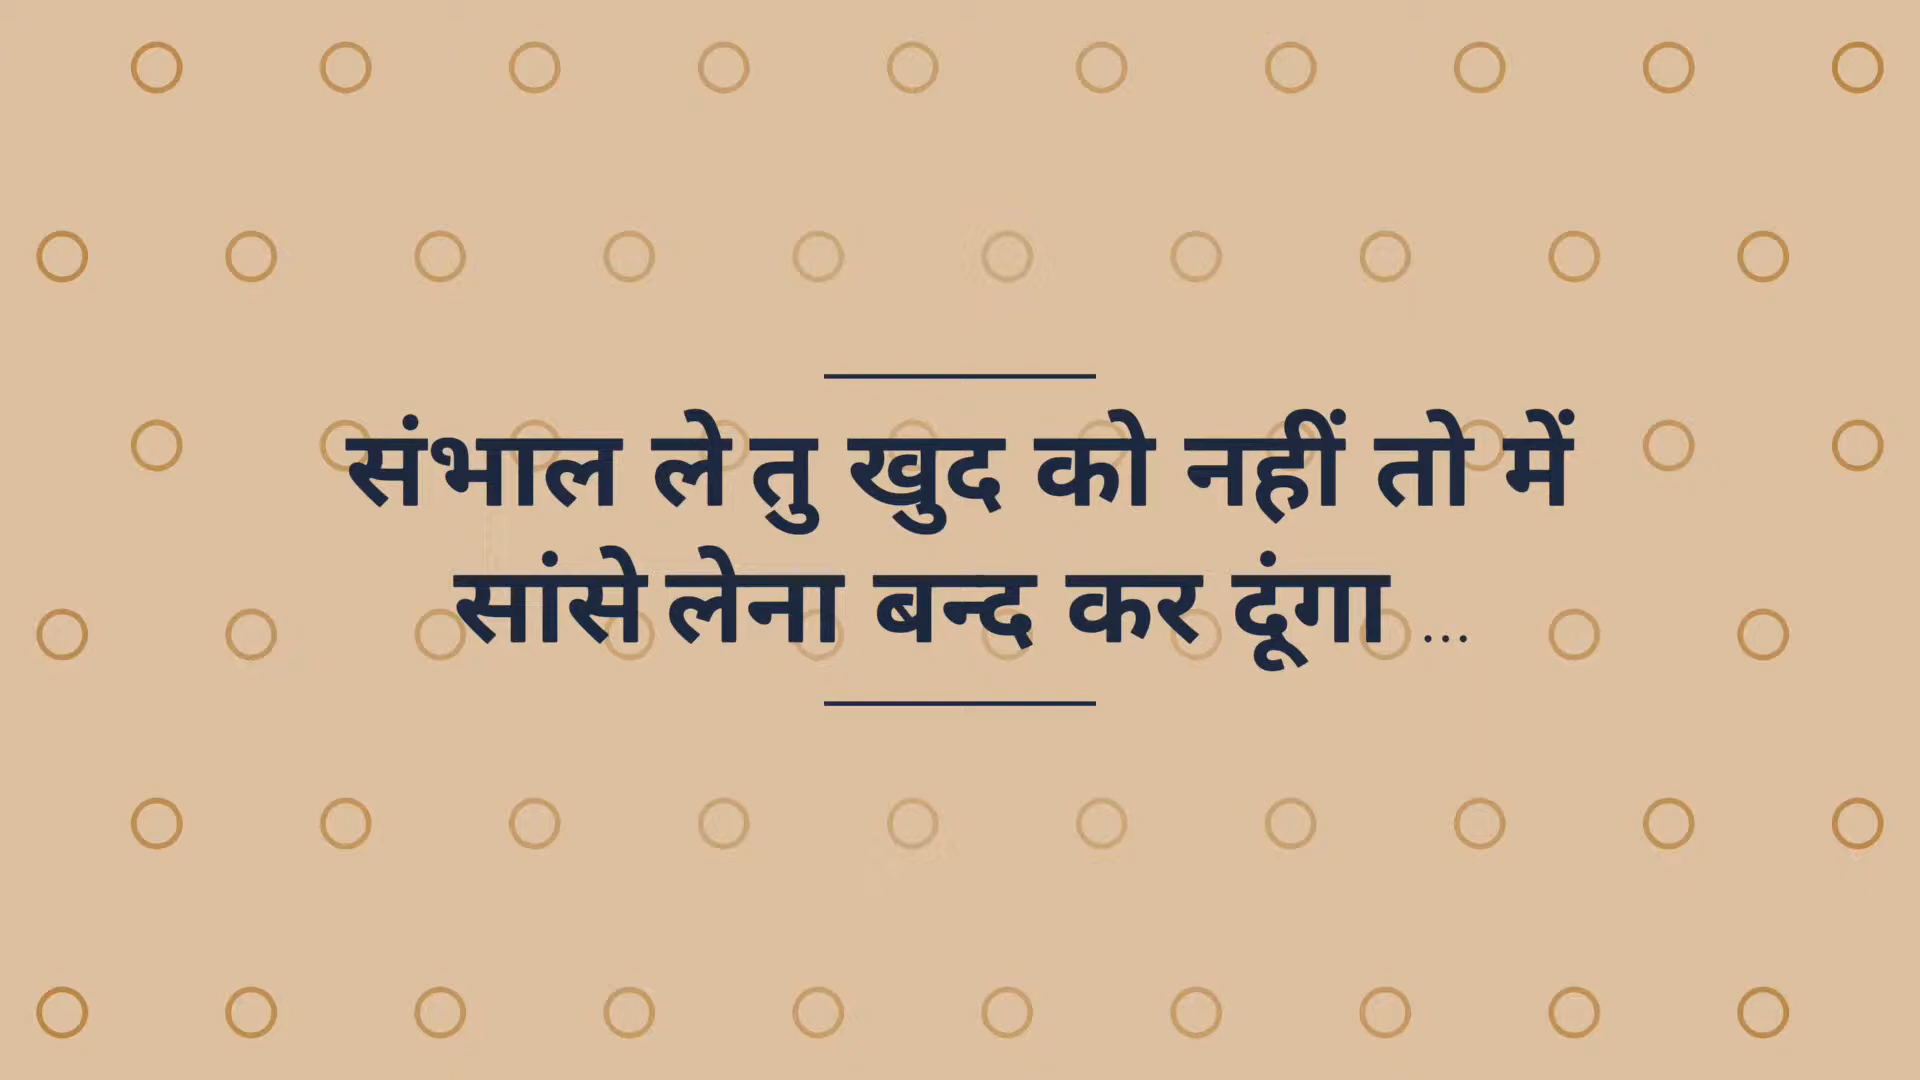 संभाल ले तु खुद को नहीं तो में
सांसे लेना बन्द कर दूंगा ...